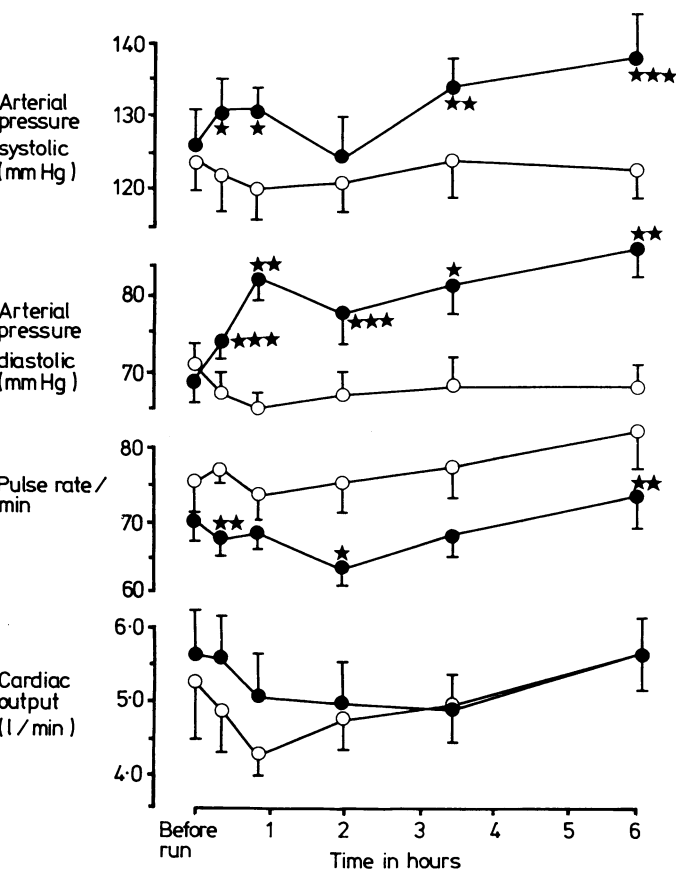 140
Arterial
pressure
systolic
(mm Hg)
130
120
★
★
★★
★★★
Arterial
pressure
diastolic
(mm Hg)
80
70
★★★
★★
★★★
★
★★
Pulse rate/
min
80
70
60
★★
★
★★
Cardiac
output
(l/min)
6·0
5·0
4·0
Before
run
1 2 3 4 5 6
Time in hours